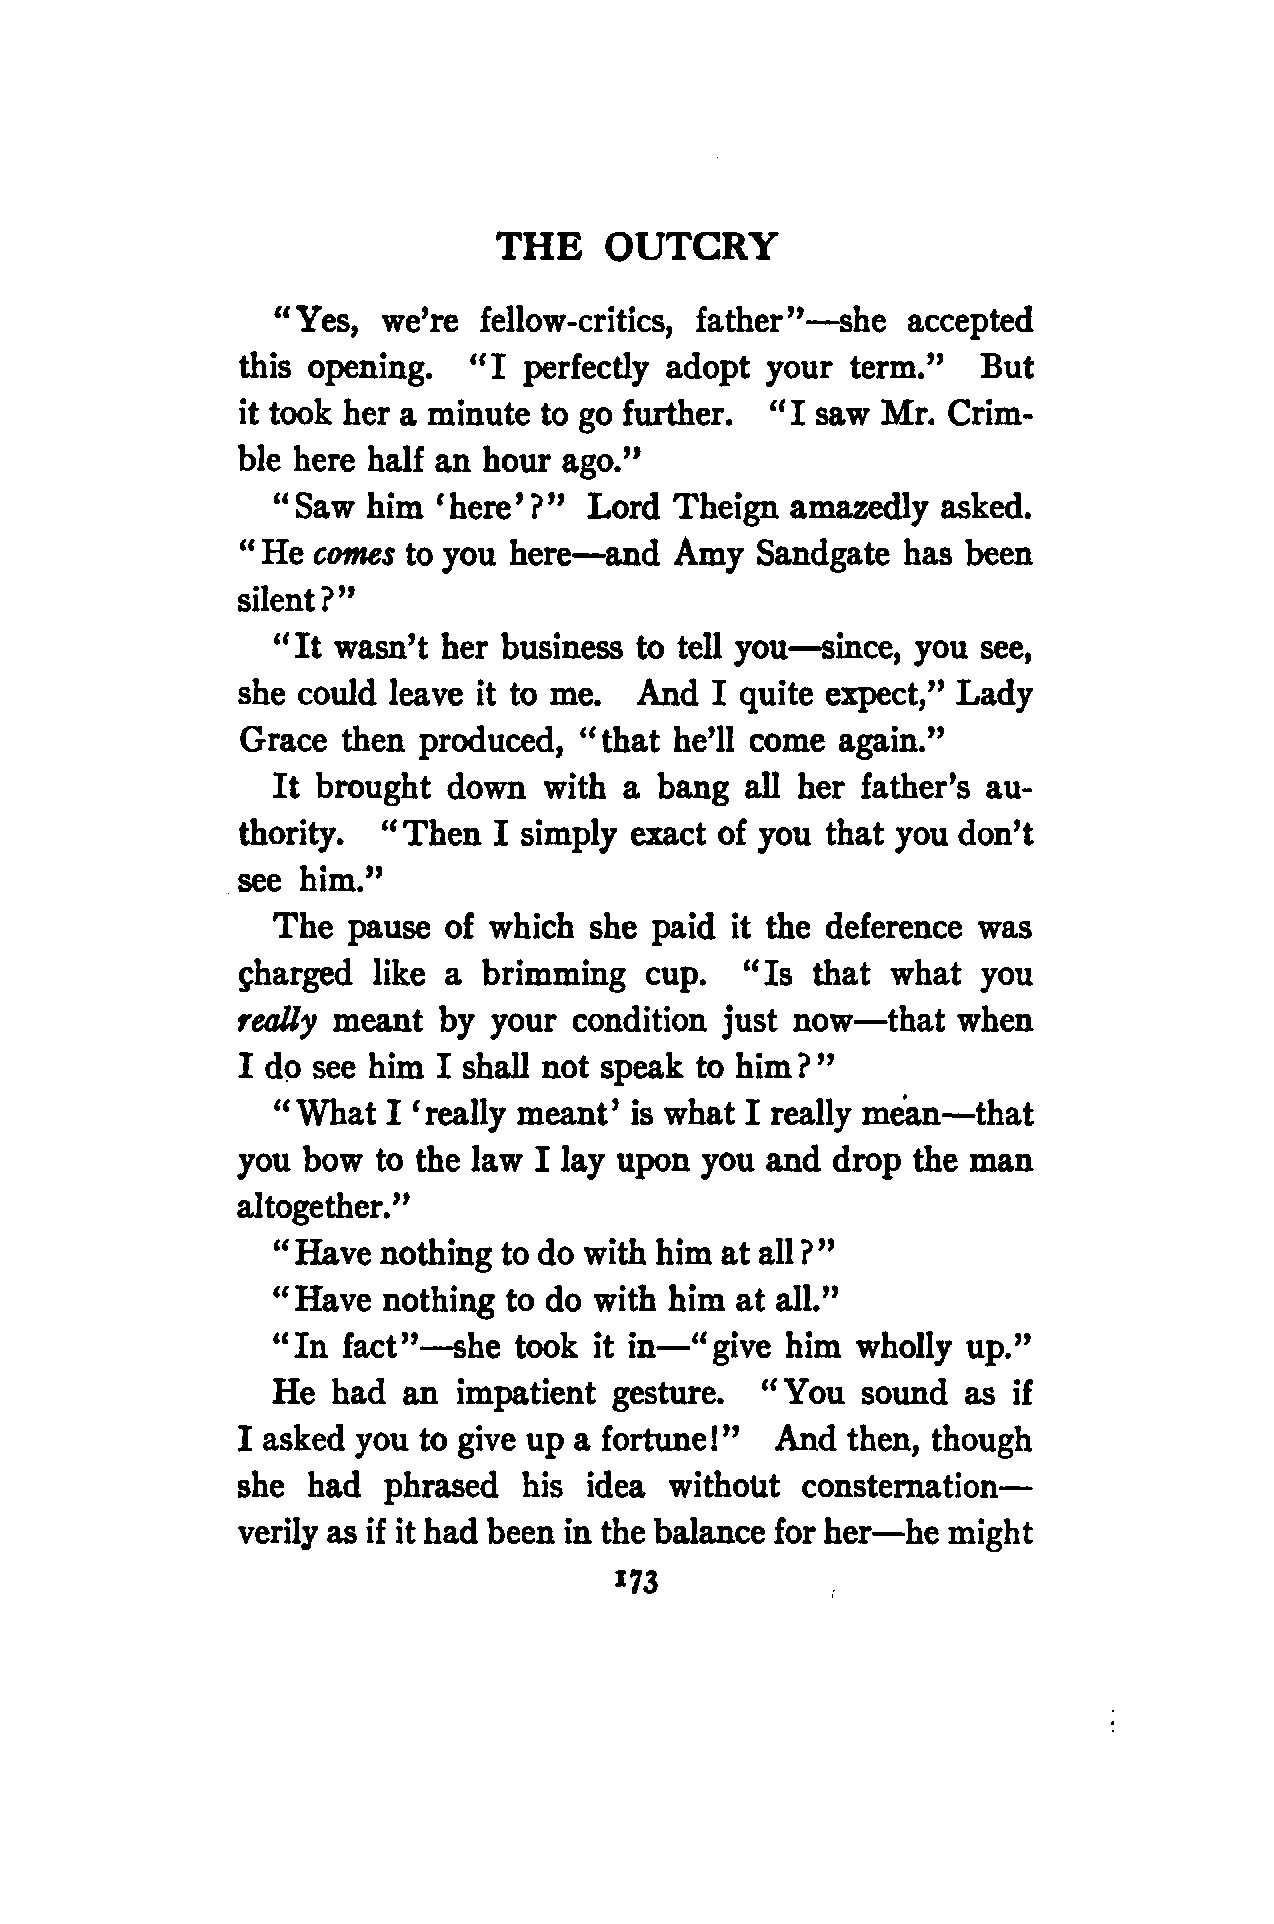 THE OUTCRY
"Yes, we're fellow-critics, father"—she accepted
this opening. "I perfectly adopt your term." But
it took her a minute to go further. "I saw Mr. Crim-
ble here half an hour ago."
"Saw him 'here'?" Lord Theign amazedly asked.
"He comes to you here—and Amy Sandgate has been
silent?"
"It wasn't her business to tell you—since, you see,
she could leave it to me. And I quite expect," Lady
Grace then produced, "that he'll come again."
It brought down with a bang all her father's au-
thority. "Then I simply exact of you that you don't
see him."
The pause of which she paid it the deference was
charged like a brimming cup. "Is that what you
really meant by your condition just now—that when
I do see him I shall not speak to him?"
"What I 'really meant' is what I really mean—that
you bow to the law I lay upon you and drop the man
altogether."
"Have nothing to do with him at all?"
"Have nothing to do with him at all."
"In fact"—she took it in—"give him wholly up."
He had an impatient gesture. "You sound as if
I asked you to give up a fortune!" And then, though
she had phrased his idea without consternation—
verily as if it had been in the balance for her—he might
173